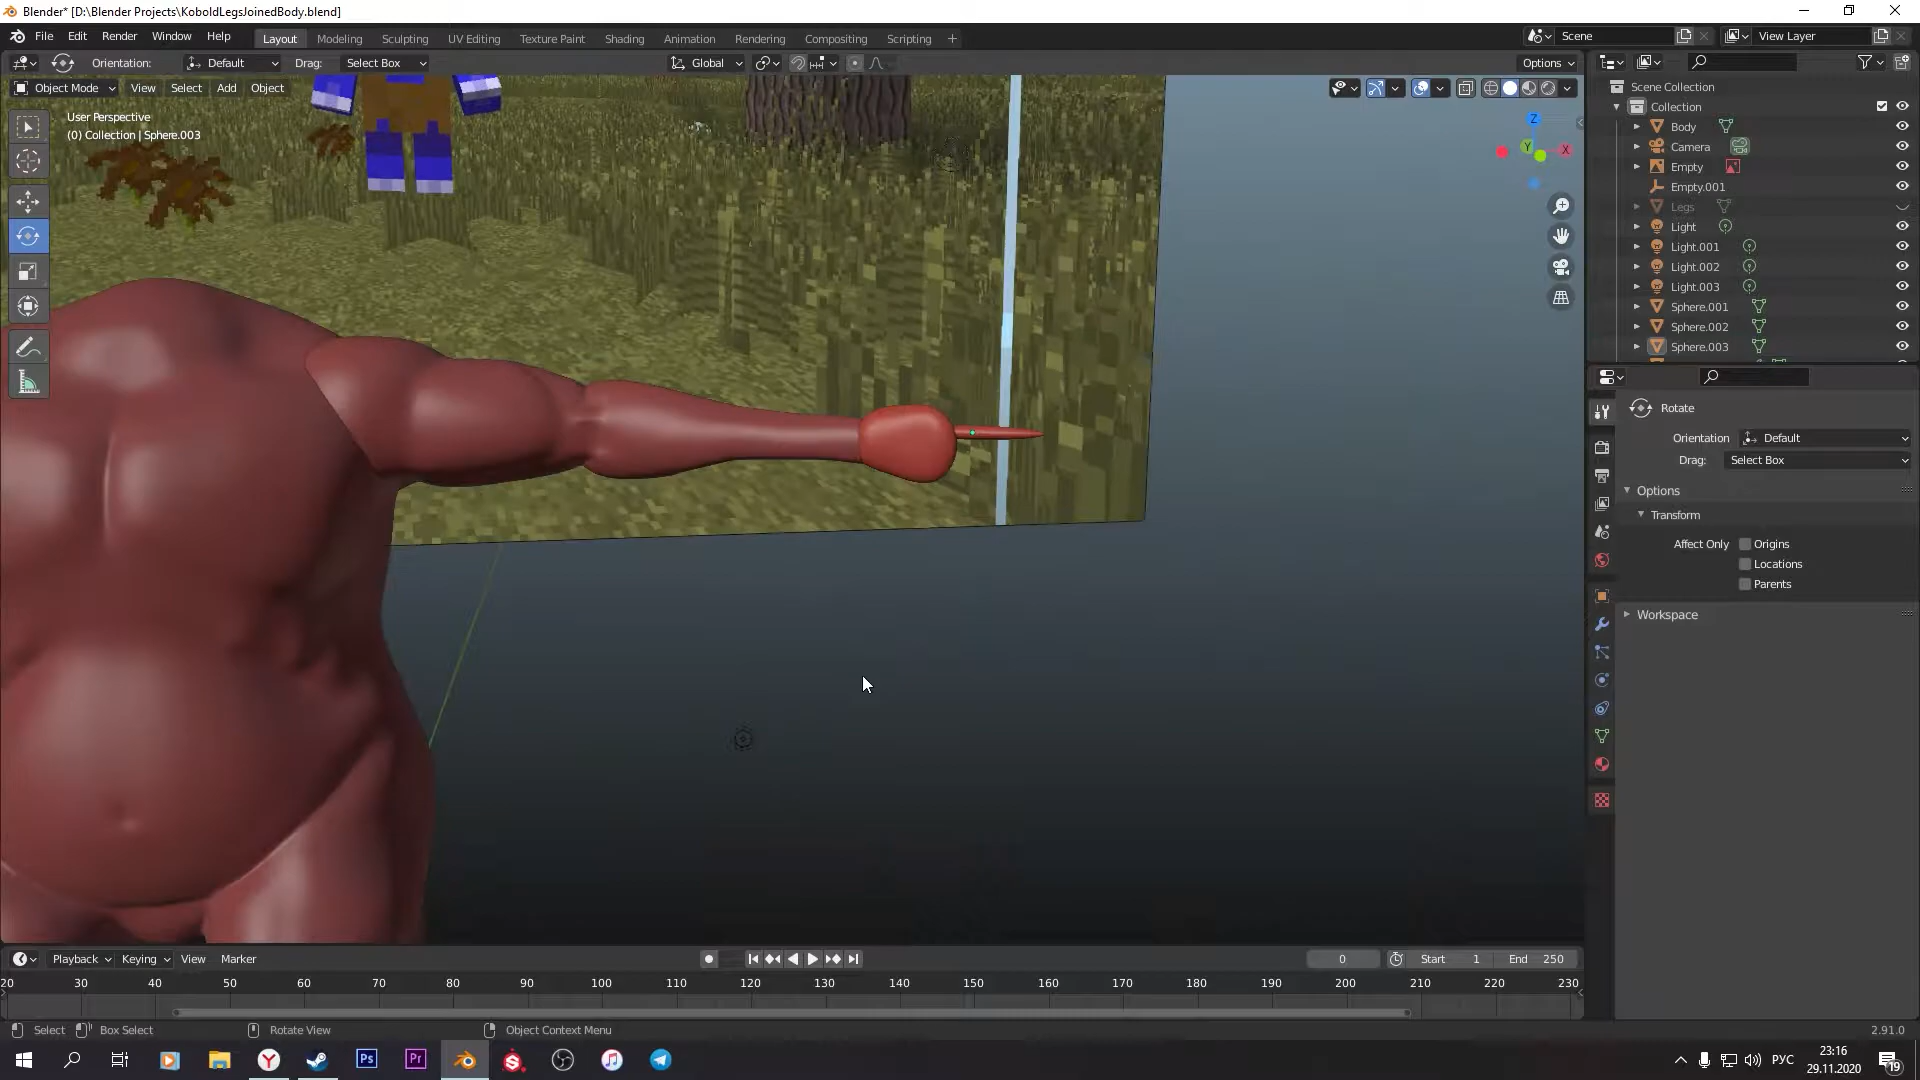 Blender* [D:\Blender Projects\KoboldLegsJoinedBody.blend]
File Edit Render Window Help
Layout Modeling Sculpting UV Editing Texture Paint Shading Animation Rendering Compositing Scripting
Scene View Layer
Orientation: Default Drag: Select Box Global Options
Object Mode View Select Add Object
User Perspective
(0) Collection | Sphere.003
Z
Y
X
Scene Collection
Collection
Body
Camera
Empty
Empty.001
Legs
Light
Light.001
Light.002
Light.003
Sphere.001
Sphere.002
Sphere.003
Rotate
Orientation Default
Drag: Select Box
Options
Transform
Affect Only Origins
Locations
Parents
Workspace
Playback Keying View Marker
0 Start 1 End 250
20 30 40 50 60 70 80 90 100 110 120 130 140 150 160 170 180 190 200 210 220 230
Select Box Select Rotate View Object Context Menu 2.91.0
Ps Pr РУС 23:16
29.11.2020
19